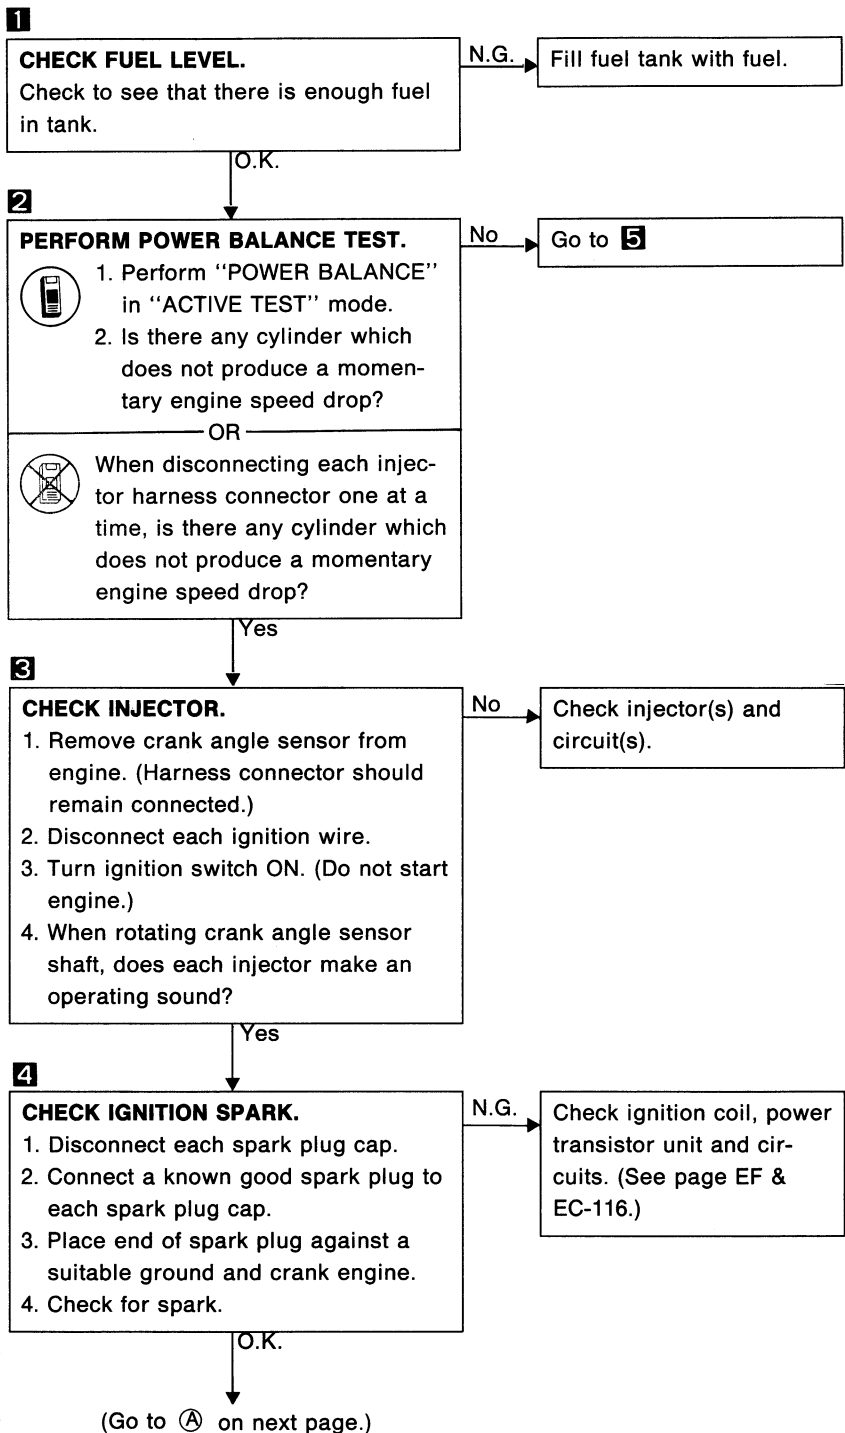 1
CHECK FUEL LEVEL.
Check to see that there is enough fuel
in tank.
N.G.
Fill fuel tank with fuel.
O.K.
2
PERFORM POWER BALANCE TEST.
1. Perform "POWER BALANCE"
in "ACTIVE TEST" mode.
2. Is there any cylinder which
does not produce a momen-
tary engine speed drop?
No
Go to 5
OR
When disconnecting each injec-
tor harness connector one at a
time, is there any cylinder which
does not produce a momentary
engine speed drop?
Yes
3
CHECK INJECTOR.
1. Remove crank angle sensor from
engine. (Harness connector should
remain connected.)
2. Disconnect each ignition wire.
3. Turn ignition switch ON. (Do not start
engine.)
4. When rotating crank angle sensor
shaft, does each injector make an
operating sound?
No
Check injector(s) and
circuit(s).
Yes
4
CHECK IGNITION SPARK.
1. Disconnect each spark plug cap.
2. Connect a known good spark plug to
each spark plug cap.
3. Place end of spark plug against a
suitable ground and crank engine.
4. Check for spark.
N.G.
Check ignition coil, power
transistor unit and cir-
cuits. (See page EF &
EC-116.)
O.K.
(Go to Ⓐ on next page.)